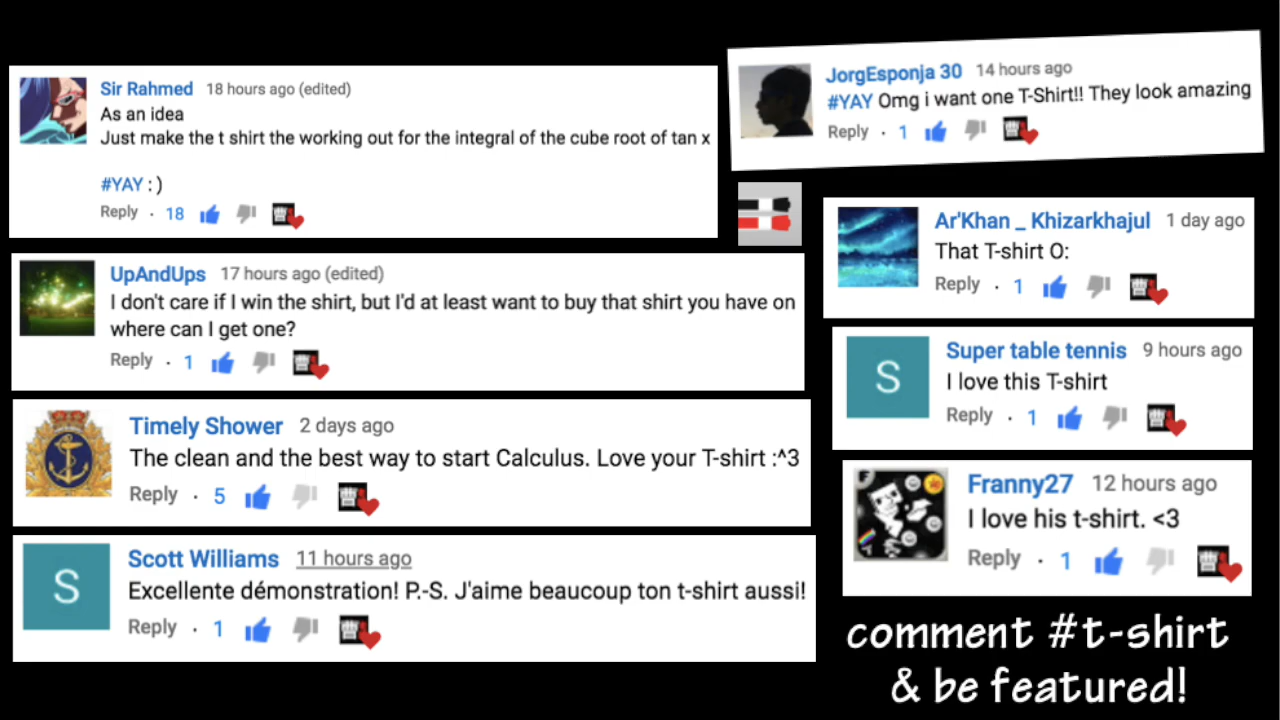 Sir Rahmed 18 hours ago (edited)
As an idea
Just make the t shirt the working out for the integral of the cube root of tan x
#YAY : )
Reply · 18
UpAndUps 17 hours ago (edited)
I don't care if I win the shirt, but I'd at least want to buy that shirt you have on
where can I get one?
Reply · 1
Timely Shower 2 days ago
The clean and the best way to start Calculus. Love your T-shirt :^3
Reply · 5
S
Scott Williams 11 hours ago
Excellente démonstration! P.-S. J'aime beaucoup ton t-shirt aussi!
Reply · 1
JorgEsponja 30 14 hours ago
#YAY Omg i want one T-Shirt!! They look amazing
Reply · 1
Ar'Khan _ Khizarkhajul 1 day ago
That T-shirt O:
Reply · 1
S
Super table tennis 9 hours ago
I love this T-shirt
Reply · 1
Franny27 12 hours ago
I love his t-shirt. <3
Reply · 1
comment #t-shirt
& be featured!